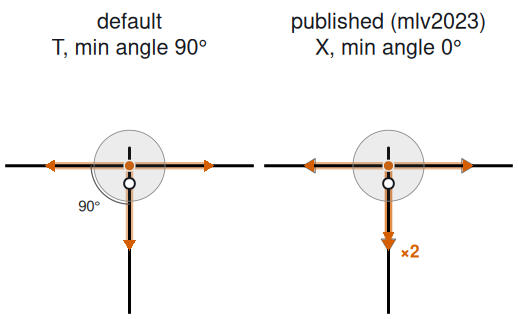 default
T, min angle 90°
published (mlv2023)
X, min angle 0°
90°
×2